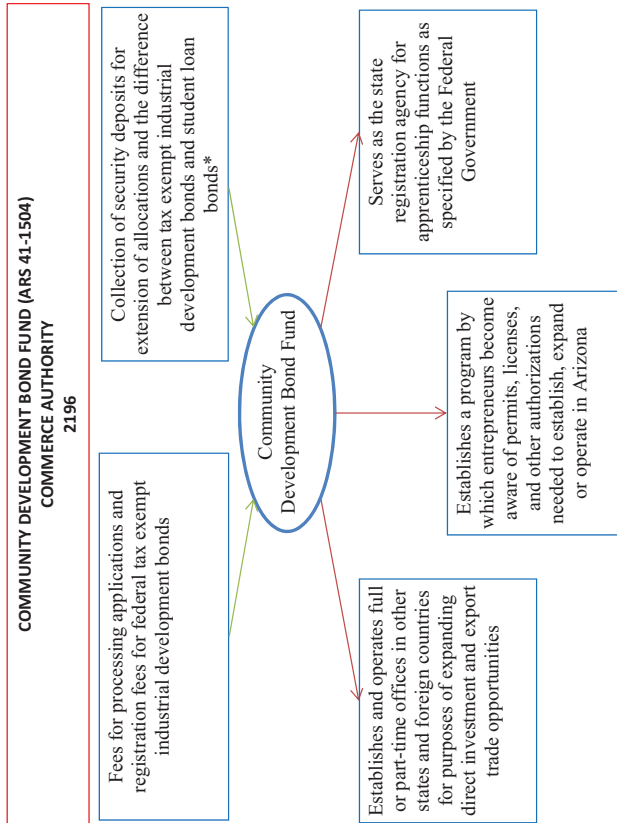 COMMUNITY DEVELOPMENT BOND FUND (ARS 41-1504)
COMMERCE AUTHORITY
2196
Fees for processing applications and
registration fees for federal tax exempt
industrial development bonds
Collection of security deposits for
extension of allocations and the difference
between tax exempt industrial
development bonds and student loan
bonds*
Community
Development Bond Fund
Establishes and operates full
or part-time offices in other
states and foreign countries
for purposes of expanding
direct investment and export
trade opportunities
Establishes a program by
which entrepreneurs become
aware of permits, licenses,
and other authorizations
needed to establish, expand
or operate in Arizona
Serves as the state
registration agency for
apprenticeship functions as
specified by the Federal
Government